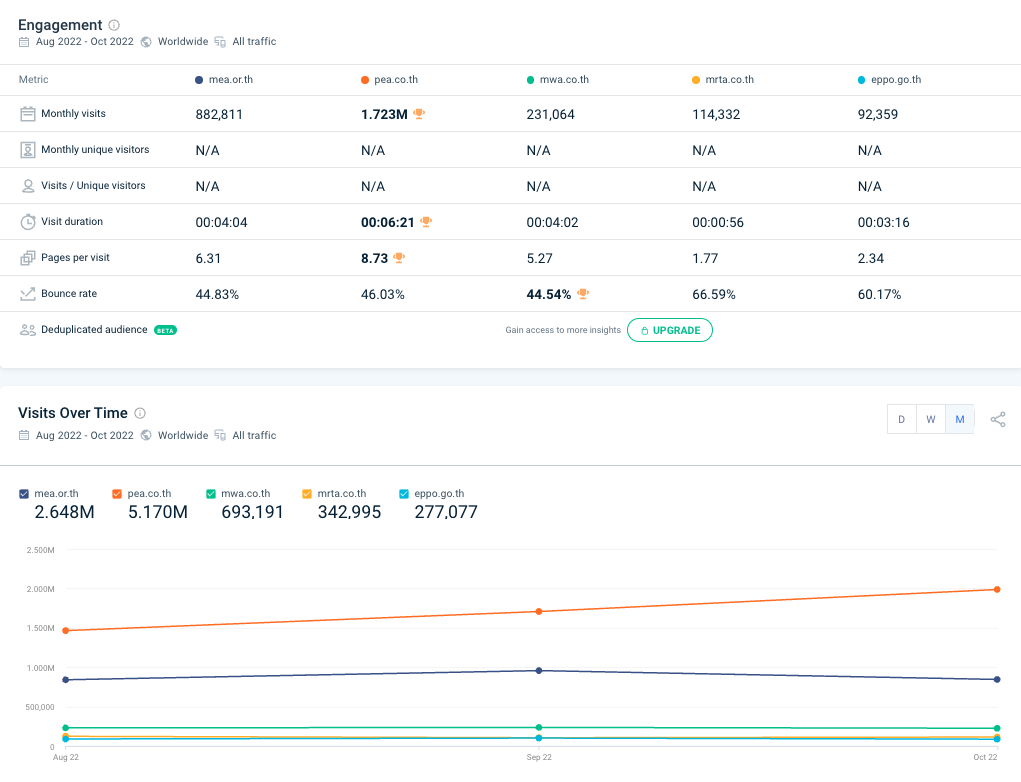 Engagement
Aug 2022 - Oct 2022 Worldwide All traffic
Metric mea.or.th pea.co.th mwa.co.th mrta.co.th eppo.go.th
Monthly visits 882,811 1.723M 231,064 114,332 92,359
Monthly unique visitors N/A N/A N/A N/A N/A
Visits / Unique visitors N/A N/A N/A N/A N/A
Visit duration 00:04:04 00:06:21 00:04:02 00:00:56 00:03:16
Pages per visit 6.31 8.73 5.27 1.77 2.34
Bounce rate 44.83% 46.03% 44.54% 66.59% 60.17%
Deduplicated audience BETA Gain access to more insights UPGRADE
Visits Over Time
D W M
Aug 2022 - Oct 2022 Worldwide All traffic
mea.or.th pea.co.th mwa.co.th mrta.co.th eppo.go.th
2.648M 5.170M 693,191 342,995 277,077
2.500M
2.000M
1.500M
1.000M
500,000
0
Aug 22 Sep 22 Oct 22